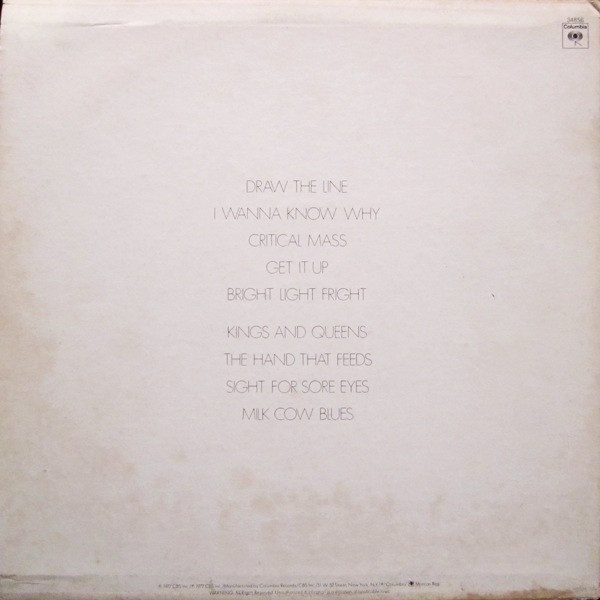 34856
Columbia
DRAW THE LINE
I WANNA KNOW WHY
CRITICAL MASS
GET IT UP
BRIGHT LIGHT FRIGHT
KINGS AND QUEENS
THE HAND THAT FEEDS
SIGHT FOR SORE EYES
MILK COW BLUES